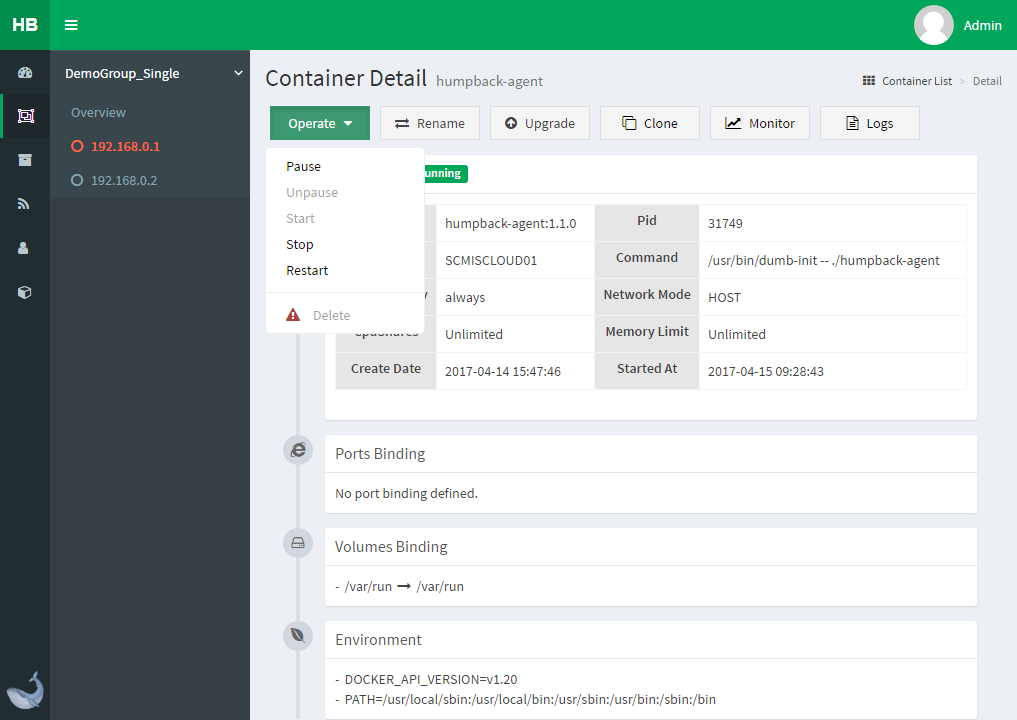 HB
Admin
DemoGroup_Single
Overview
192.168.0.1
192.168.0.2
Container Detail humpback-agent
Container List > Detail
Operate Rename Upgrade Clone Monitor Logs
Pause
Unpause
Start
Stop
Restart
Delete
unning
humpback-agent:1.1.0 Pid 31749
SCMISCLOUD01 Command /usr/bin/dumb-init -- ./humpback-agent
always Network Mode HOST
CpuShares Unlimited Memory Limit Unlimited
Create Date 2017-04-14 15:47:46 Started At 2017-04-15 09:28:43
Ports Binding
No port binding defined.
Volumes Binding
- /var/run → /var/run
Environment
- DOCKER_API_VERSION=v1.20
- PATH=/usr/local/sbin:/usr/local/bin:/usr/sbin:/usr/bin:/sbin:/bin